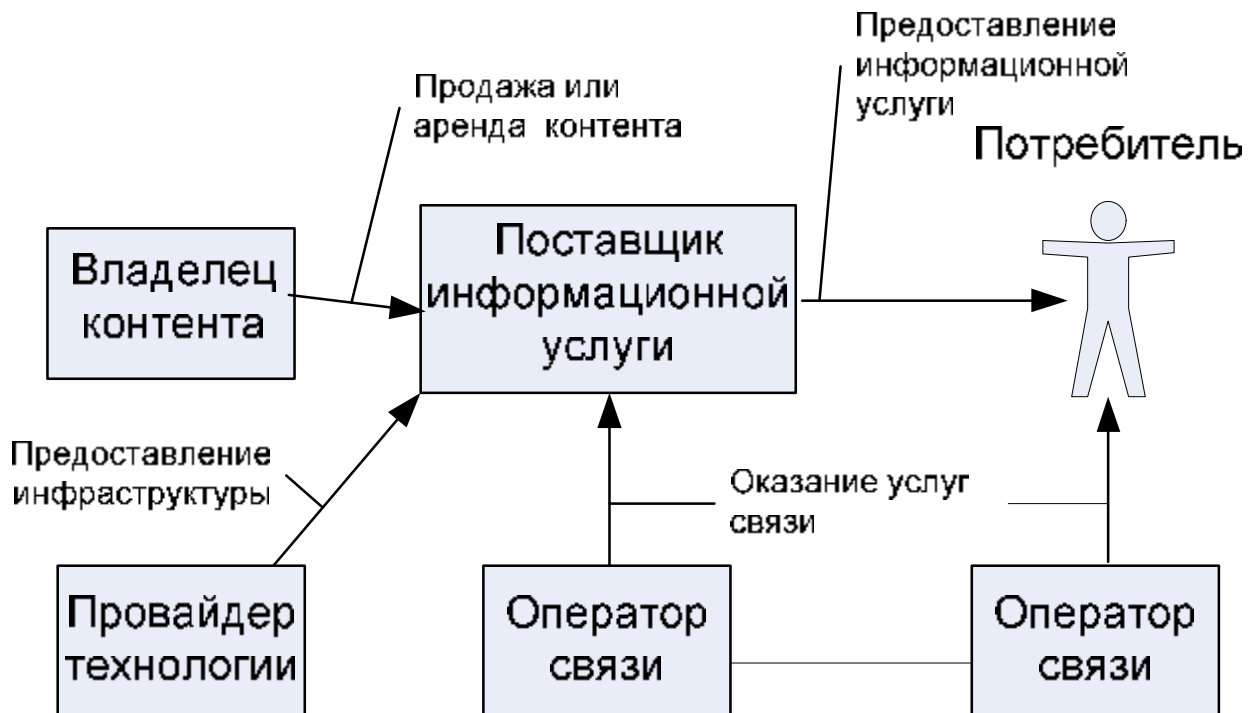 Предоставление
информационной
услуги
Продажа или
аренда контента
Потребитель
Владелец
контента
Поставщик
информационной
услуги
Предоставление
инфраструктуры
Оказание услуг
связи
Провайдер
технологии
Оператор
связи
Оператор
связи